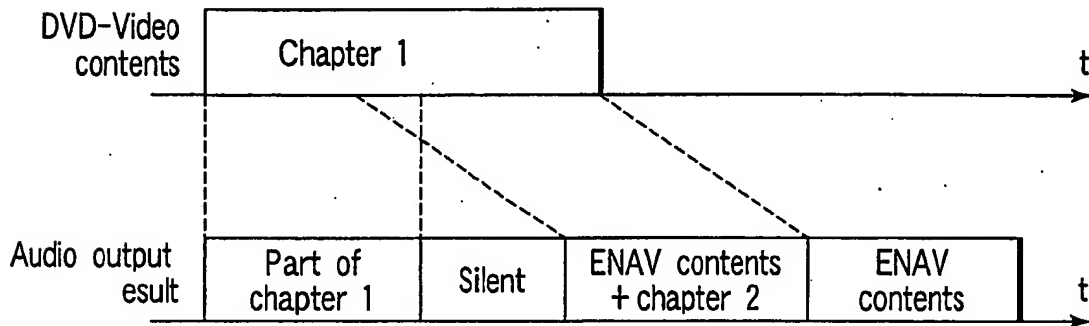 DVD-Video
contents
Chapter 1
t
Audio output
esult
Part of
chapter 1
Silent
ENAV contents
+ chapter 2
ENAV
contents
t